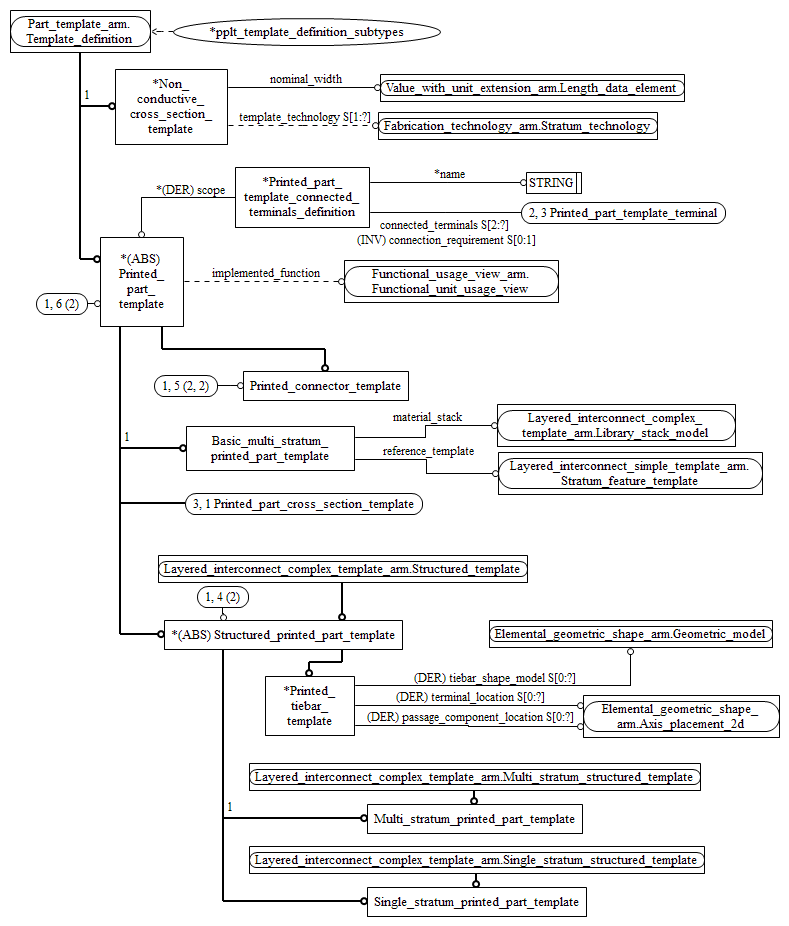 Part_template_arm.
Template_definition
*pplt_template_definition_subtypes
1
*Non_
conductive_
cross_section_
template
nominal_width
Value_with_unit_extension_arm.Length_data_element
template_technology S[1:?]
Fabrication_technology_arm.Stratum_technology
*(DER) scope
*Printed_part_
template_connected_
terminals_definition
*name
STRING
2, 3 Printed_part_template_terminal
connected_terminals S[2:?]
(INV) connection_requirement S[0:1]
*(ABS)
Printed_
part_
template
implemented_function
Functional_usage_view_arm.
Functional_unit_usage_view
1, 6 (2)
1, 5 (2, 2)
Printed_connector_template
1
Basic_multi_stratum_
printed_part_template
material_stack
Layered_interconnect_complex_
template_arm.Library_stack_model
reference_template
Layered_interconnect_simple_template_arm.
Stratum_feature_template
3, 1 Printed_part_cross_section_template
Layered_interconnect_complex_template_arm.Structured_template
1, 4 (2)
*(ABS) Structured_printed_part_template
Elemental_geometric_shape_arm.Geometric_model
*Printed_
tiebar_
template
(DER) tiebar_shape_model S[0:?]
(DER) terminal_location S[0:?]
(DER) passage_component_location S[0:?]
Elemental_geometric_shape_
arm.Axis_placement_2d
Layered_interconnect_complex_template_arm.Multi_stratum_structured_template
1
Multi_stratum_printed_part_template
Layered_interconnect_complex_template_arm.Single_stratum_structured_template
Single_stratum_printed_part_template